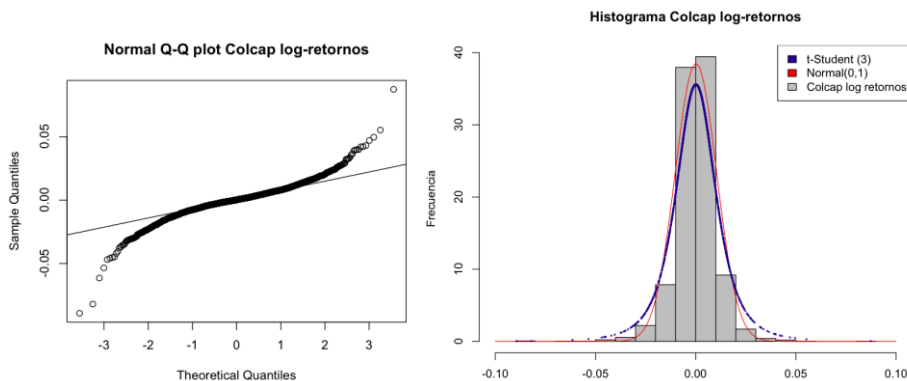 Normal Q-Q plot Colcap log-retornos
Sample Quantiles
0.05
0.00
-0.05
-3 -2 -1 0 1 2 3
Theoretical Quantiles
Histograma Colcap log-retornos
t-Student (3)
Normal(0,1)
Colcap log retornos
Frecuencia
40
30
20
10
0
-0.10 -0.05 0.00 0.05 0.10